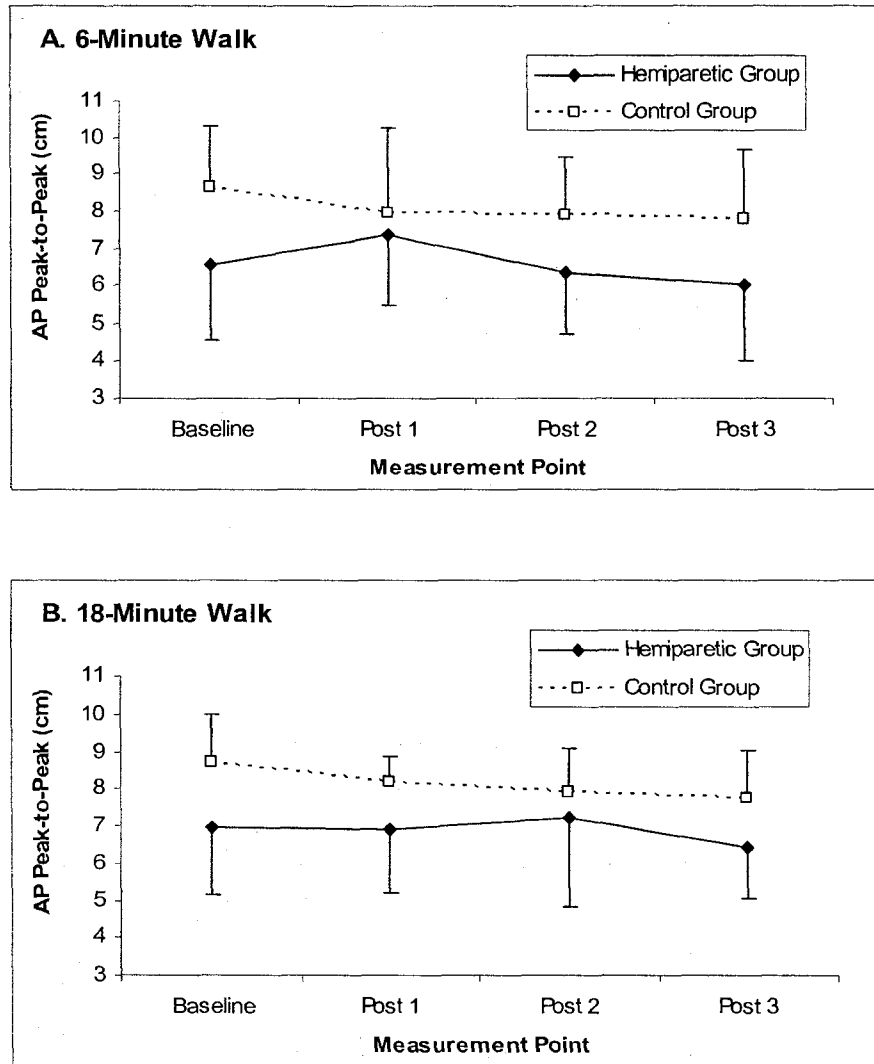 A. 6-Minute Walk
Hemiparetic Group
Control Group
AP Peak-to-Peak (cm)
11
10
9
8
7
6
5
4
3
Baseline Post 1 Post 2 Post 3
Measurement Point
B. 18-Minute Walk
Hemiparetic Group
Control Group
AP Peak-to-Peak (cm)
11
10
9
8
7
6
5
4
3
Baseline Post 1 Post 2 Post 3
Measurement Point